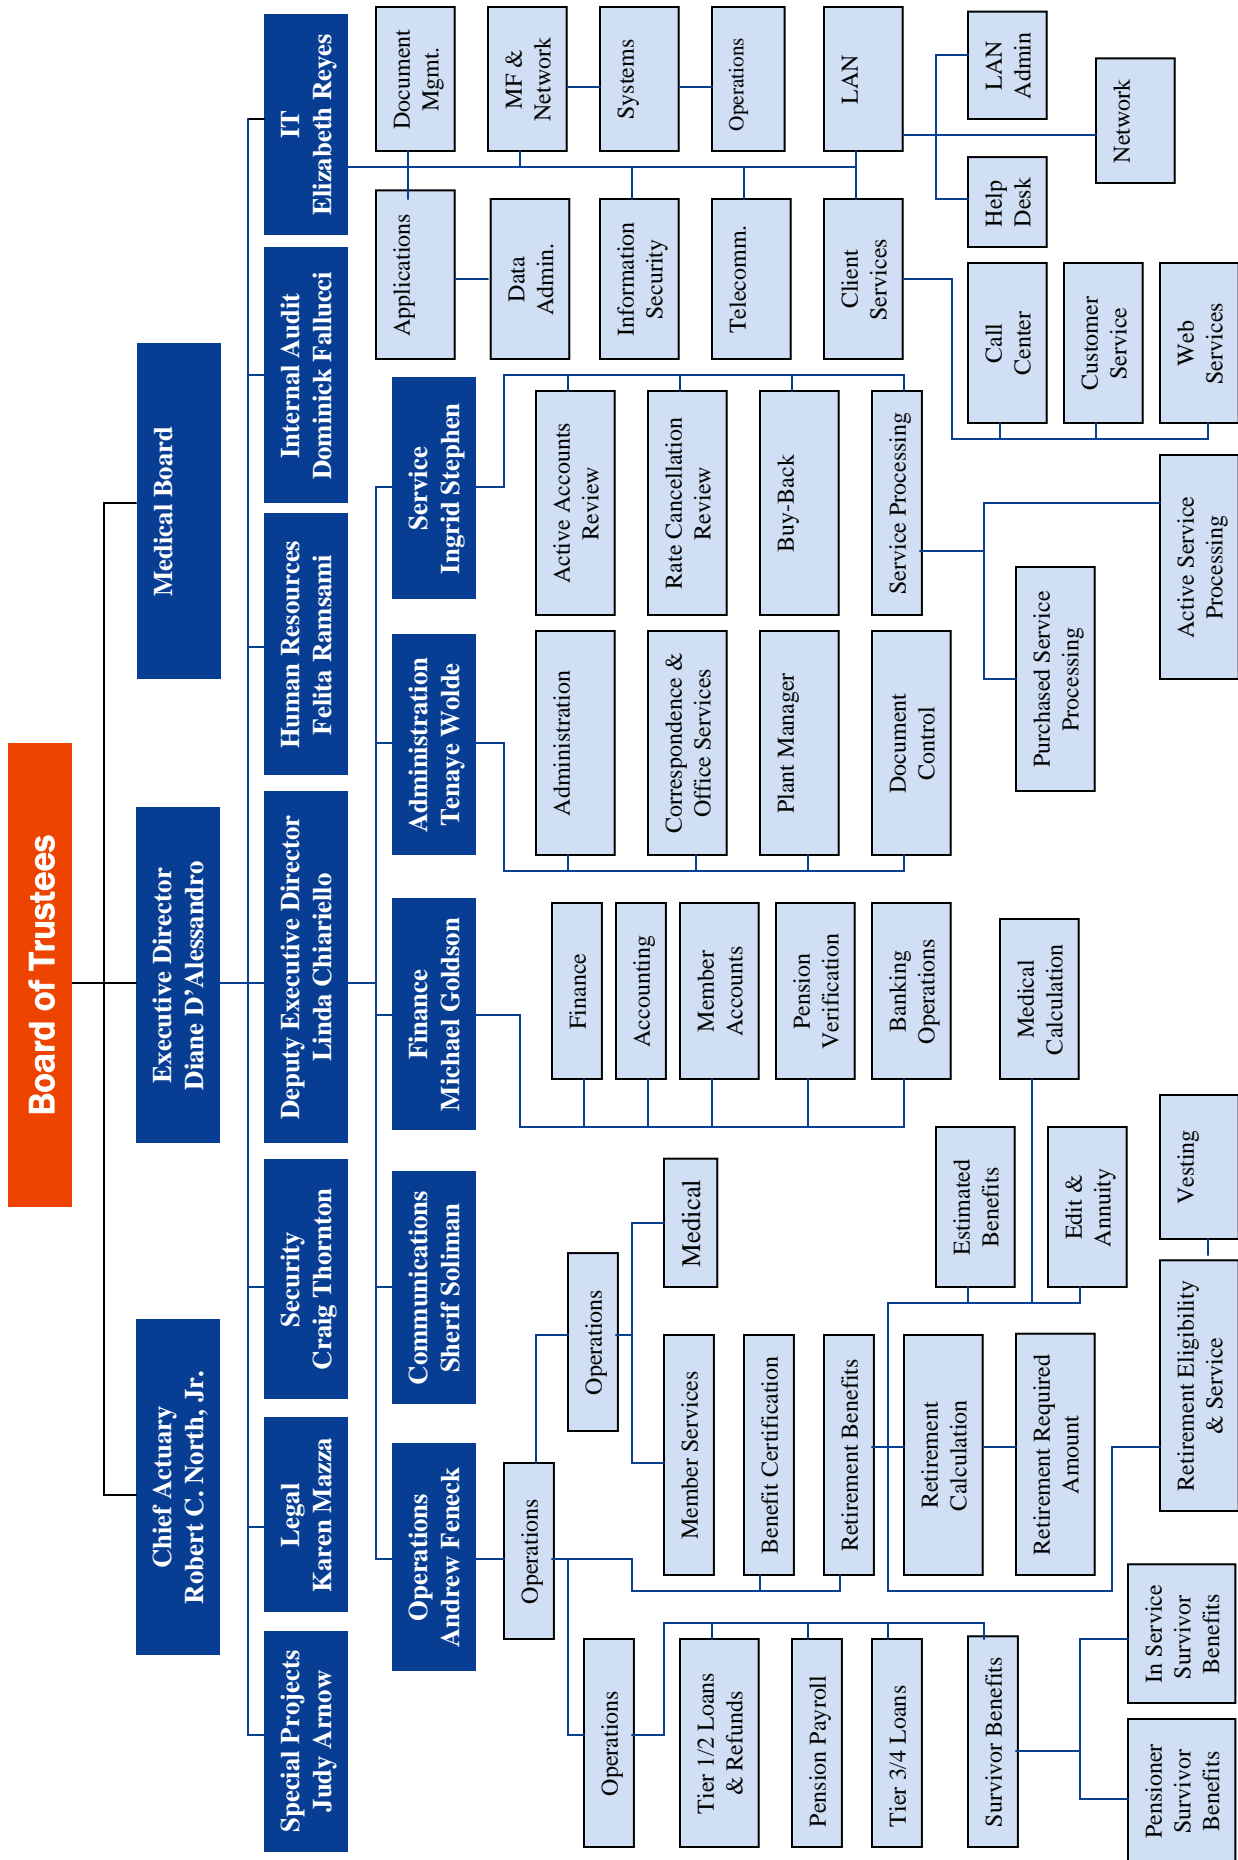 Board of Trustees
Chief Actuary
Robert C. North, Jr.
Executive Director
Diane D’Alessandro
Medical Board
Special Projects
Judy Arnow
Legal
Karen Mazza
Security
Craig Thornton
Deputy Executive Director
Linda Chiariello
Human Resources
Felita Ramsami
Internal Audit
Dominick Fallucci
IT
Elizabeth Reyes
Operations
Andrew Feneck
Communications
Sherif Soliman
Finance
Michael Goldson
Administration
Tenaye Wolde
Service
Ingrid Stephen
Operations
Operations
Tier 1/2 Loans
& Refunds
Pension Payroll
Tier 3/4 Loans
Survivor Benefits
Pensioner
Survivor
Benefits
In Service
Survivor
Benefits
Operations
Member Services
Medical
Benefit Certification
Retirement Benefits
Retirement
Calculation
Retirement Required
Amount
Estimated
Benefits
Medical
Calculation
Edit &
Annuity
Retirement Eligibility
& Service
Vesting
Finance
Accounting
Member
Accounts
Pension
Verification
Banking
Operations
Administration
Correspondence &
Office Services
Plant Manager
Document
Control
Active Accounts
Review
Rate Cancellation
Review
Buy-Back
Service Processing
Purchased Service
Processing
Active Service
Processing
Applications
Document
Mgmt.
Data
Admin.
MF &
Network
Systems
Operations
Information
Security
Telecomm.
Client
Services
LAN
Call
Center
Customer
Service
Web
Services
Help
Desk
LAN
Admin
Network